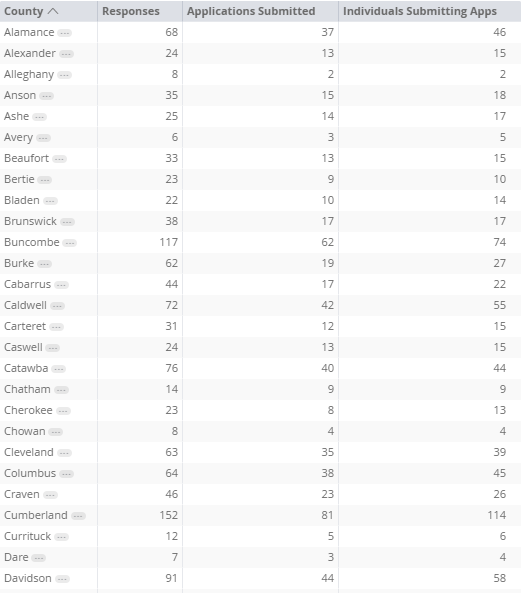 County Responses Applications Submitted Individuals Submitting Apps
Alamance 68 37 46
Alexander 24 13 15
Alleghany 8 2 2
Anson 35 15 18
Ashe 25 14 17
Avery 6 3 5
Beaufort 33 13 15
Bertie 23 9 10
Bladen 22 10 14
Brunswick 38 17 17
Buncombe 117 62 74
Burke 62 19 27
Cabarrus 44 17 22
Caldwell 72 42 55
Carteret 31 12 15
Caswell 24 13 15
Catawba 76 40 44
Chatham 14 9 9
Cherokee 23 8 13
Chowan 8 4 4
Cleveland 63 35 39
Columbus 64 38 45
Craven 46 23 26
Cumberland 152 81 114
Currituck 12 5 6
Dare 7 3 4
Davidson 91 44 58